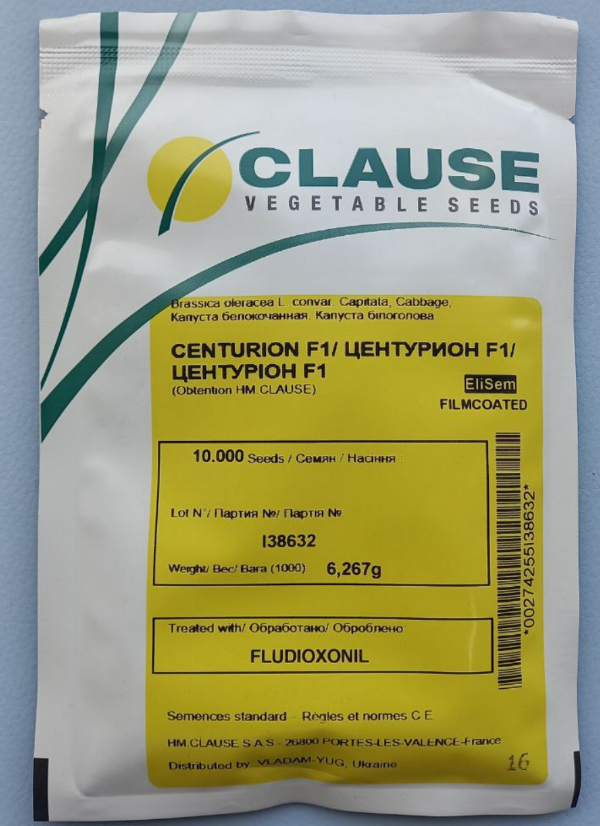 CLAUSE
VEGETABLE SEEDS
Brassica oleracea L. convar. Capitata, Cabbage,
Капуста белокочанная, Капуста білоголова
CENTURION F1/ ЦЕНТУРИОН F1/
ЦЕНТУРІОН F1
(Obtention HM.CLAUSE)
EliSem
FILMCOATED
10.000 Seeds / Семян / Насіння
Lot N°/ Партия №/ Партія №
I38632
Weight/ Вес/ Вага (1000) 6,267g
*00274255I38632*
Treated with/ Обработано/ Оброблено
FLUDIOXONIL
Semences standard - Règles et normes C E
HM.CLAUSE S.A.S - 26800 PORTES-LES-VALENCE-France
Distributed by VLADAM-YUG, Ukraine
16